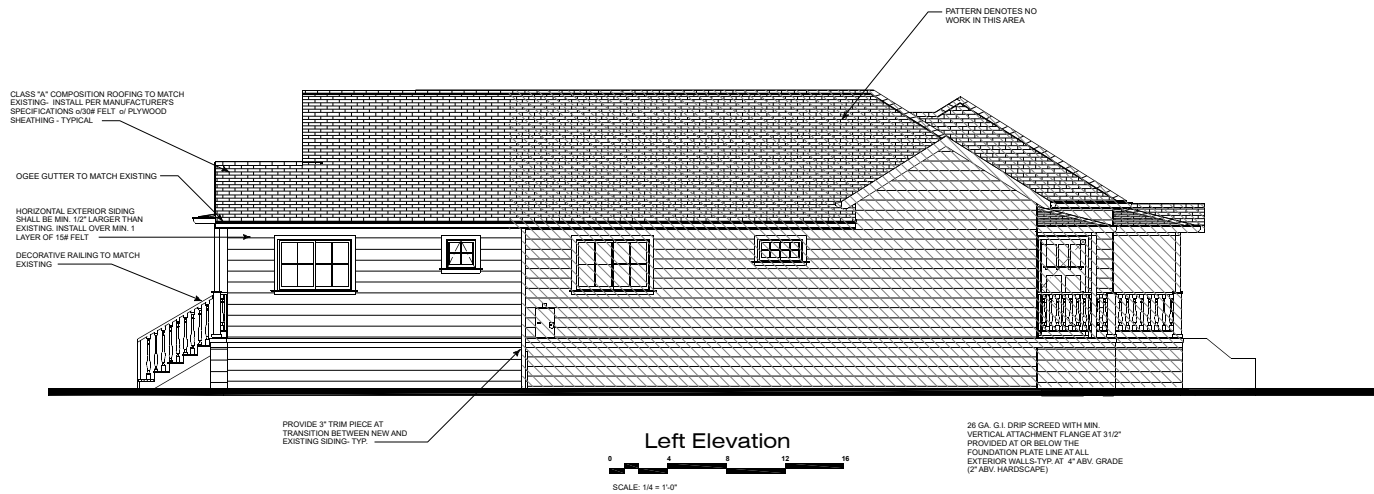 PATTERN DENOTES NO
WORK IN THIS AREA
CLASS "A" COMPOSITION ROOFING TO MATCH
EXISTING- INSTALL PER MANUFACTURER'S
SPECIFICATIONS o/30# FELT o/ PLYWOOD
SHEATHING - TYPICAL
OGEE GUTTER TO MATCH EXISTING
HORIZONTAL EXTERIOR SIDING
SHALL BE MIN. 1/2" LARGER THAN
EXISTING. INSTALL OVER MIN. 1
LAYER OF 15# FELT
DECORATIVE RAILING TO MATCH
EXISTING
PROVIDE 3" TRIM PIECE AT
TRANSITION BETWEEN NEW AND
EXISTING SIDING- TYP.
Left Elevation
0 4 8 12 16
SCALE: 1/4 = 1'-0"
26 GA. G.I. DRIP SCREED WITH MIN.
VERTICAL ATTACHMENT FLANGE AT 31/2"
PROVIDED AT OR BELOW THE
FOUNDATION PLATE LINE AT ALL
EXTERIOR WALLS-TYP. AT 4" ABV. GRADE
(2" ABV. HARDSCAPE)